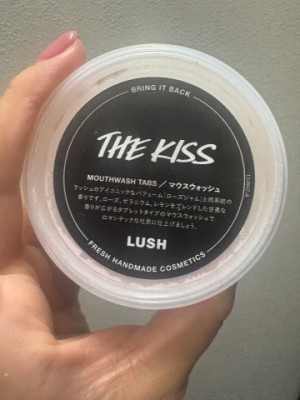 BRING IT BACK
THE KISS
MOUTHWASH TABS／マウスウォッシュ
ラッシュのアイコニックなパフューム「ローズジャム」と同系統の
香りです。ローズ、ゼラニウム、レモンをブレンドした甘美な
香りが広がるタブレットタイプのマウスウォッシュで
ロマンチックな吐息に仕上げましょう。
LUSH
FRESH HANDMADE COSMETICS